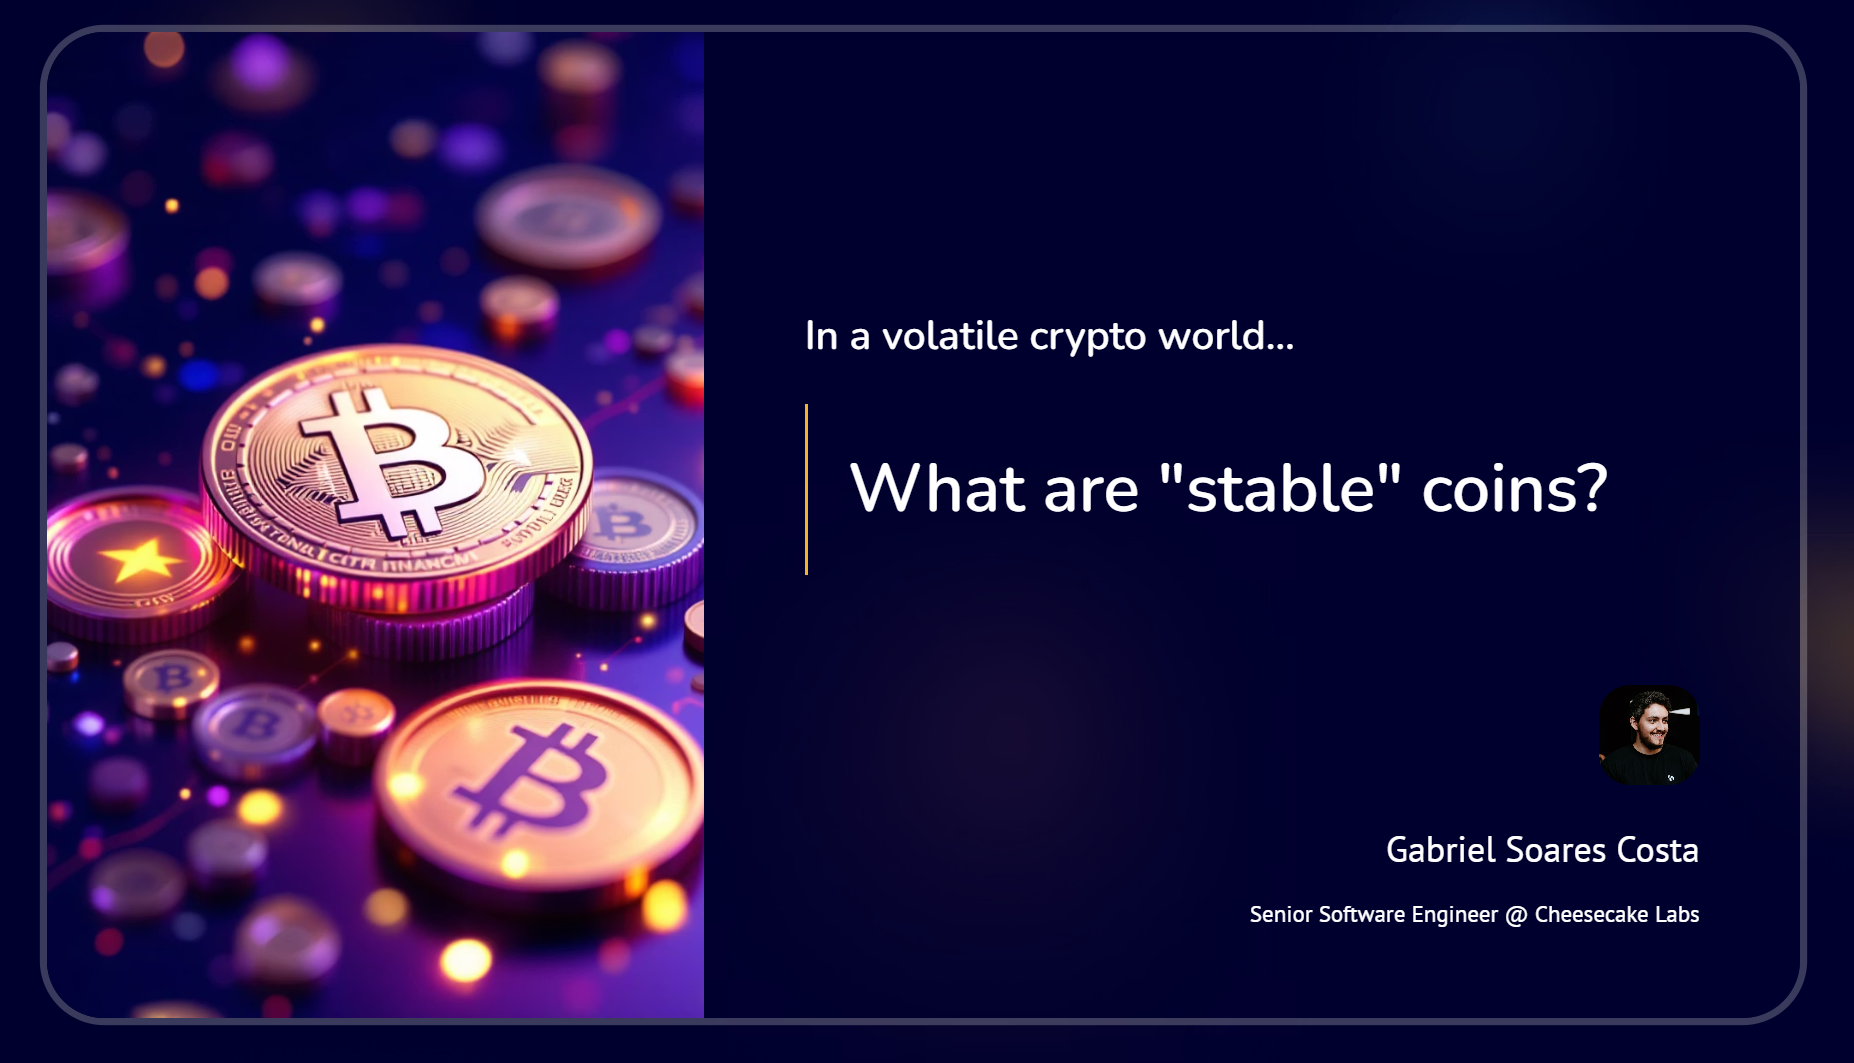 In a volatile crypto world...
What are "stable" coins?
Gabriel Soares Costa
Senior Software Engineer @ Cheesecake Labs